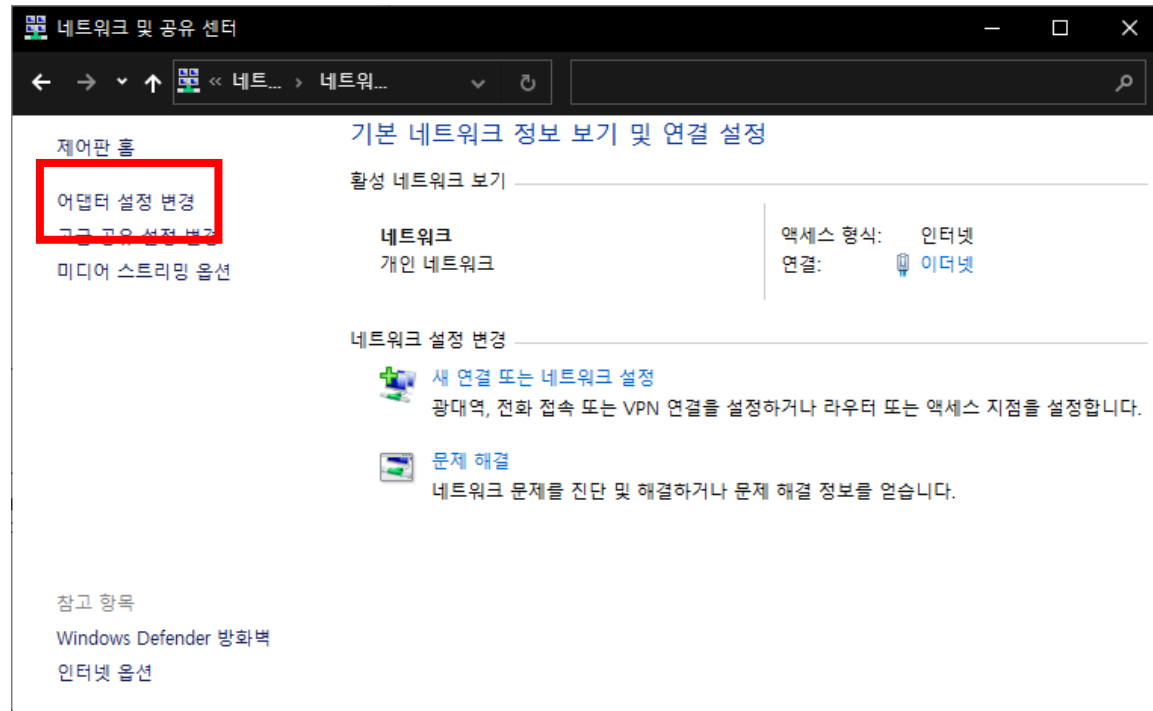 네트워크 및 공유 센터
« 네트... › 네트워...
제어판 홈
어댑터 설정 변경
고급 공유 설정 변경
미디어 스트리밍 옵션
기본 네트워크 정보 보기 및 연결 설정
활성 네트워크 보기
네트워크
개인 네트워크
액세스 형식: 인터넷
연결: 이더넷
네트워크 설정 변경
새 연결 또는 네트워크 설정
광대역, 전화 접속 또는 VPN 연결을 설정하거나 라우터 또는 액세스 지점을 설정합니다.
문제 해결
네트워크 문제를 진단 및 해결하거나 문제 해결 정보를 얻습니다.
참고 항목
Windows Defender 방화벽
인터넷 옵션